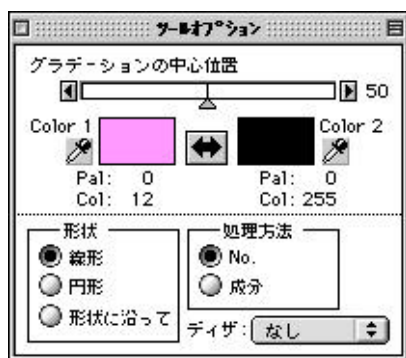 ﾂｰﾙｵﾌﾟｼｮﾝ
グラデーションの中心位置
50
Color 1
Color 2
Pal: 0
Pal: 0
Col: 12
Col: 255
形状
処理方法
線形
No.
円形
成分
形状に沿って
ディザ: なし